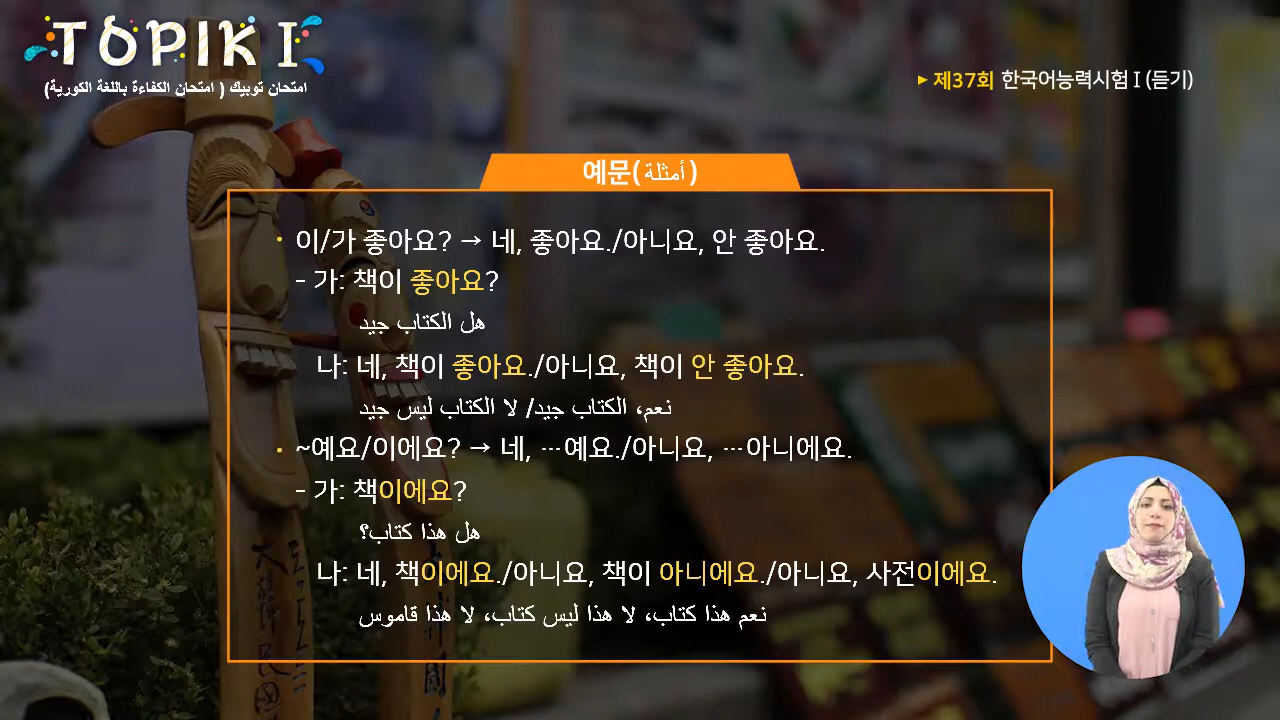 TOPIK I
امتحان توبيك ( امتحان الكفاءة باللغة الكورية)
▶ 제37회 한국어능력시험 I (듣기)
예문(أمثلة)
• 이/가 좋아요? → 네, 좋아요./아니요, 안 좋아요.
- 가: 책이 좋아요?
هل الكتاب جيد
나: 네, 책이 좋아요./아니요, 책이 안 좋아요.
نعم، الكتاب جيد/ لا الكتاب ليس جيد
• ~예요/이에요? → 네, …예요./아니요, …아니에요.
- 가: 책이에요?
هل هذا كتاب؟
나: 네, 책이에요./아니요, 책이 아니에요./아니요, 사전이에요.
نعم هذا كتاب، لا هذا ليس كتاب، لا هذا قاموس